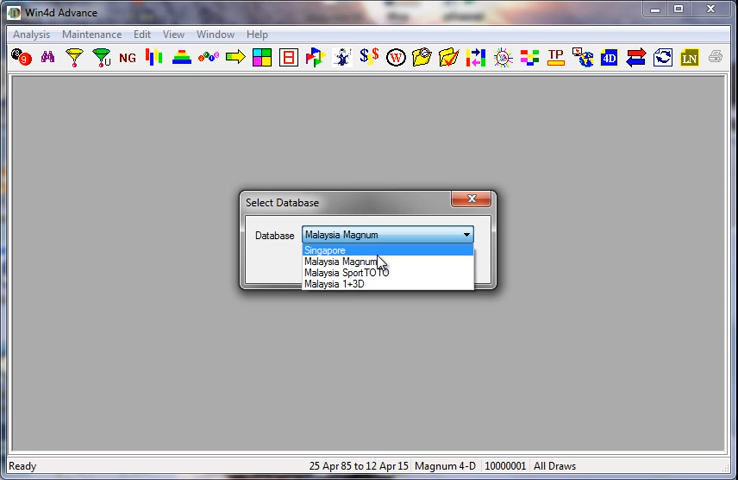 Win4d Advance
Analysis Maintenance Edit View Window Help
9 NG $$ W U TP 4D LN
Select Database
Database Malaysia Magnum
Singapore
Malaysia Magnum
Malaysia SportTOTO
Malaysia 1+3D
Ready 25 Apr 85 to 12 Apr 15 Magnum 4-D 10000001 All Draws